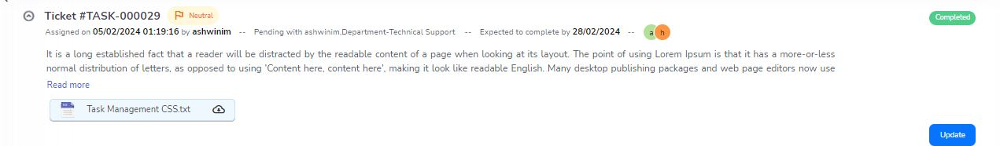 Ticket #TASK-000029 Neutral Completed
Assigned on 05/02/2024 01:19:16 by ashwinim -- Pending with ashwinim,Department-Technical Support -- Expected to complete by 28/02/2024 -- a h
It is a long established fact that a reader will be distracted by the readable content of a page when looking at its layout. The point of using Lorem Ipsum is that it has a more-or-less
normal distribution of letters, as opposed to using 'Content here, content here', making it look like readable English. Many desktop publishing packages and web page editors now use
Read more
Task Management CSS.txt
Update